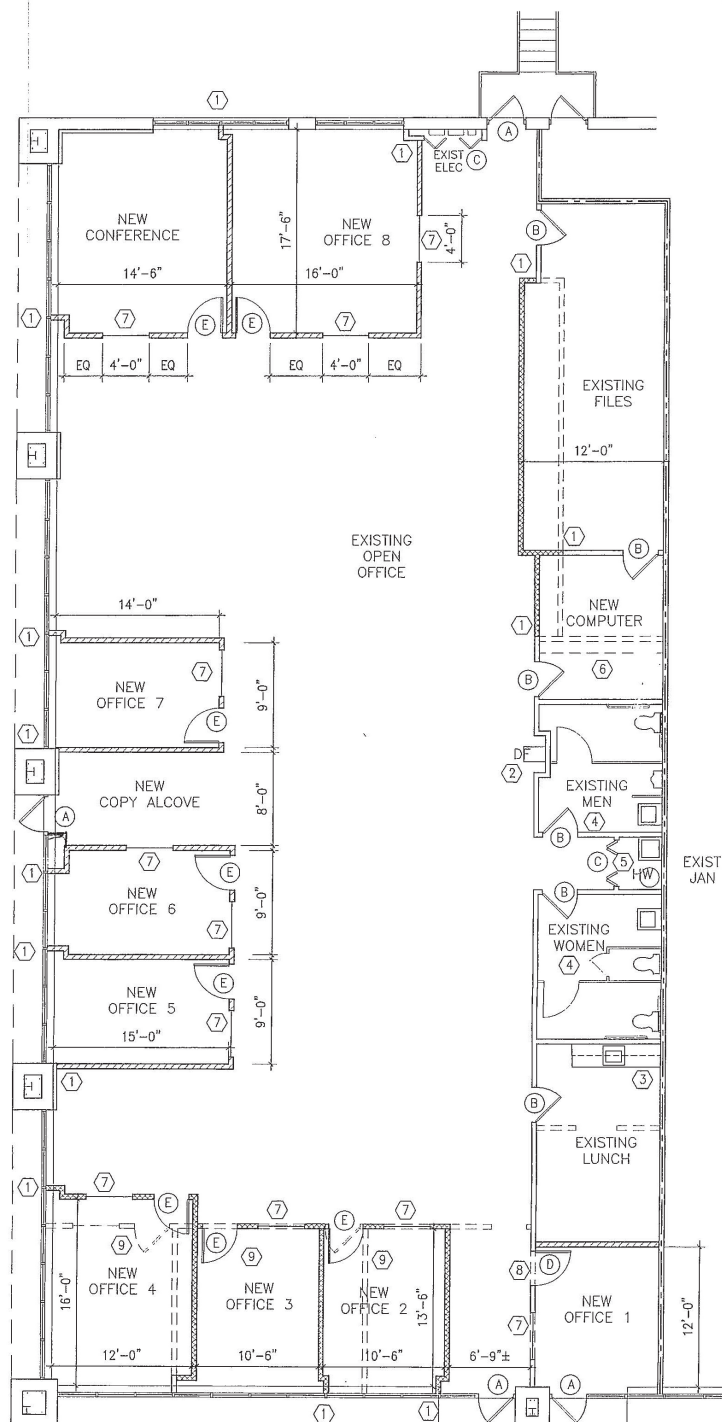 1
A
1
EXIST
ELEC
C
NEW
CONFERENCE
NEW
OFFICE 8
17'-6"
7
4'-0"
B
1
14'-6"
16'-0"
1
7
E
E
7
EQ
4'-0"
EQ
EQ
4'-0"
EQ
EXISTING
FILES
12'-0"
EXISTING
OPEN
OFFICE
1
B
14'-0"
NEW
COMPUTER
1
1
7
6
B
NEW
OFFICE 7
E
9'-0"
1
DF
2
NEW
COPY ALCOVE
8'-0"
EXISTING
MEN
4
A
B
7
E
C
5
HW
EXIST
JAN
1
NEW
OFFICE 6
9'-0"
B
7
EXISTING
WOMEN
4
1
E
NEW
OFFICE 5
7
9'-0"
15'-0"
1
3
B
EXISTING
LUNCH
1
7
E
7
E
7
9
E
9
9
8
D
NEW
OFFICE 4
NEW
OFFICE 3
NEW
OFFICE 2
NEW
OFFICE 1
16'-0"
13'-6"
7
12'-0"
12'-0"
10'-6"
10'-6"
6'-9"±
1
1
A
A